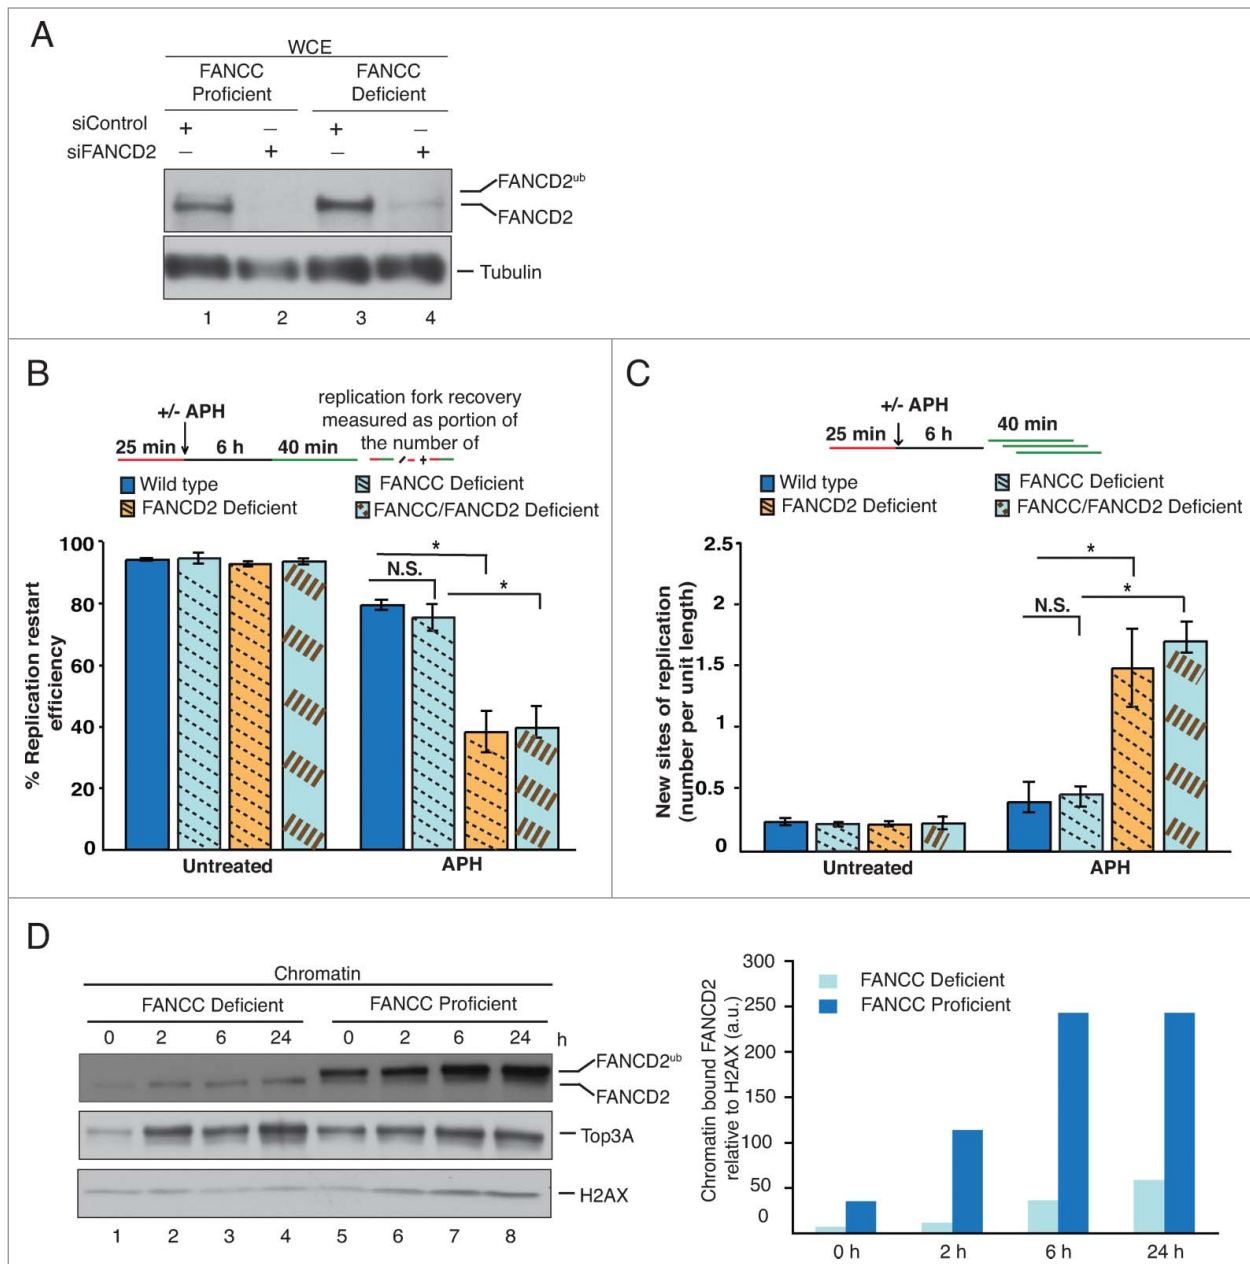 A
WCE
FANCC Proficient FANCC Deficient
siControl + − + −
siFANCD2 − + − +
FANCD2ub
FANCD2
Tubulin
1 2 3 4
B
+/- APH
25 min 6 h 40 min
replication fork recovery
measured as portion of
the number of
+
Wild type
FANCD2 Deficient
FANCC Deficient
FANCC/FANCD2 Deficient
% Replication restart
efficiency
100
80
60
40
20
0
*
N.S.
*
Untreated APH
C
+/- APH
25 min 6 h 40 min
Wild type
FANCD2 Deficient
FANCC Deficient
FANCC/FANCD2 Deficient
New sites of replication
(number per unit length)
2.5
2
1.5
1
0.5
0
*
*
N.S.
Untreated APH
D
Chromatin
FANCC Deficient FANCC Proficient
0 2 6 24 0 2 6 24 h
FANCD2ub
FANCD2
Top3A
H2AX
1 2 3 4 5 6 7 8
Chromatin bound FANCD2
relative to H2AX (a.u.)
300
250
200
150
100
50
0
FANCC Deficient
FANCC Proficient
0 h 2 h 6 h 24 h